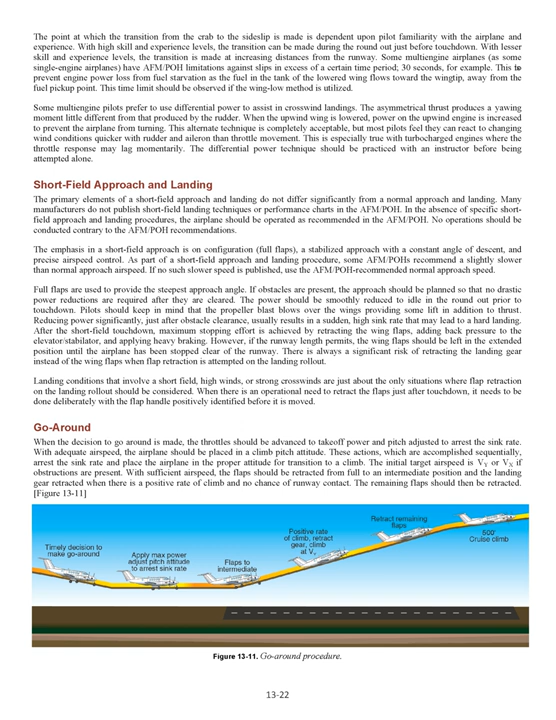 The point at which the transition from the crab to the sideslip is made is dependent upon pilot familiarity with the airplane and
experience. With high skill and experience levels, the transition can be made during the round out just before touchdown. With lesser
skill and experience levels, the transition is made at increasing distances from the runway. Some multiengine airplanes (as some
single-engine airplanes) have AFM/POH limitations against slips in excess of a certain time period; 30 seconds, for example. This is to
prevent engine power loss from fuel starvation as the fuel in the tank of the lowered wing flows toward the wingtip, away from the
fuel pickup point. This time limit should be observed if the wing-low method is utilized.
Some multiengine pilots prefer to use differential power to assist in crosswind landings. The asymmetrical thrust produces a yawing
moment little different from that produced by the rudder. When the upwind wing is lowered, power on the upwind engine is increased
to prevent the airplane from turning. This alternate technique is completely acceptable, but most pilots feel they can react to changing
wind conditions quicker with rudder and aileron than throttle movement. This is especially true with turbocharged engines where the
throttle response may lag momentarily. The differential power technique should be practiced with an instructor before being
attempted alone.
Short-Field Approach and Landing
The primary elements of a short-field approach and landing do not differ significantly from a normal approach and landing. Many
manufacturers do not publish short-field landing techniques or performance charts in the AFM/POH. In the absence of specific short-
field approach and landing procedures, the airplane should be operated as recommended in the AFM/POH. No operations should be
conducted contrary to the AFM/POH recommendations.
The emphasis in a short-field approach is on configuration (full flaps), a stabilized approach with a constant angle of descent, and
precise airspeed control. As part of a short-field approach and landing procedure, some AFM/POHs recommend a slightly slower
than normal approach airspeed. If no such slower speed is published, use the AFM/POH-recommended normal approach speed.
Full flaps are used to provide the steepest approach angle. If obstacles are present, the approach should be planned so that no drastic
power reductions are required after they are cleared. The power should be smoothly reduced to idle in the round out prior to
touchdown. Pilots should keep in mind that the propeller blast blows over the wings providing some lift in addition to thrust.
Reducing power significantly, just after obstacle clearance, usually results in a sudden, high sink rate that may lead to a hard landing.
After the short-field touchdown, maximum stopping effort is achieved by retracting the wing flaps, adding back pressure to the
elevator/stabilator, and applying heavy braking. However, if the runway length permits, the wing flaps should be left in the extended
position until the airplane has been stopped clear of the runway. There is always a significant risk of retracting the landing gear
instead of the wing flaps when flap retraction is attempted on the landing rollout.
Landing conditions that involve a short field, high winds, or strong crosswinds are just about the only situations where flap retraction
on the landing rollout should be considered. When there is an operational need to retract the flaps just after touchdown, it needs to be
done deliberately with the flap handle positively identified before it is moved.
Go-Around
When the decision to go around is made, the throttles should be advanced to takeoff power and pitch adjusted to arrest the sink rate.
With adequate airspeed, the airplane should be placed in a climb pitch attitude. These actions, which are accomplished sequentially,
arrest the sink rate and place the airplane in the proper attitude for transition to a climb. The initial target airspeed is VY or VX if
obstructions are present. With sufficient airspeed, the flaps should be retracted from full to an intermediate position and the landing
gear retracted when there is a positive rate of climb and no chance of runway contact. The remaining flaps should then be retracted.
[Figure 13-11]
Timely decision to
make go-around
Apply max power
adjust pitch attitude
to arrest sink rate
Flaps to
intermediate
Positive rate
of climb, retract
gear, climb
at VY
Retract remaining
flaps
500'
Cruise climb
Figure 13-11. Go-around procedure.
13-22